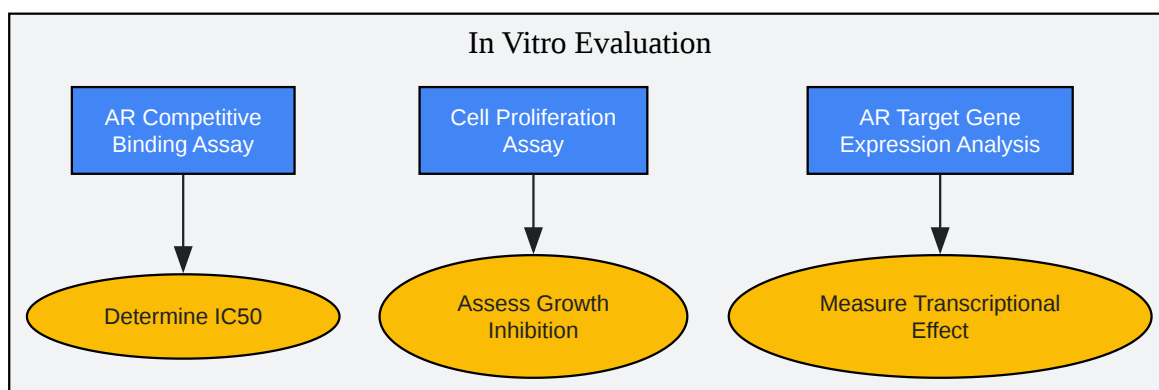 In Vitro Evaluation
AR Competitive
Binding Assay
Cell Proliferation
Assay
AR Target Gene
Expression Analysis
Determine IC50
Assess Growth
Inhibition
Measure Transcriptional
Effect